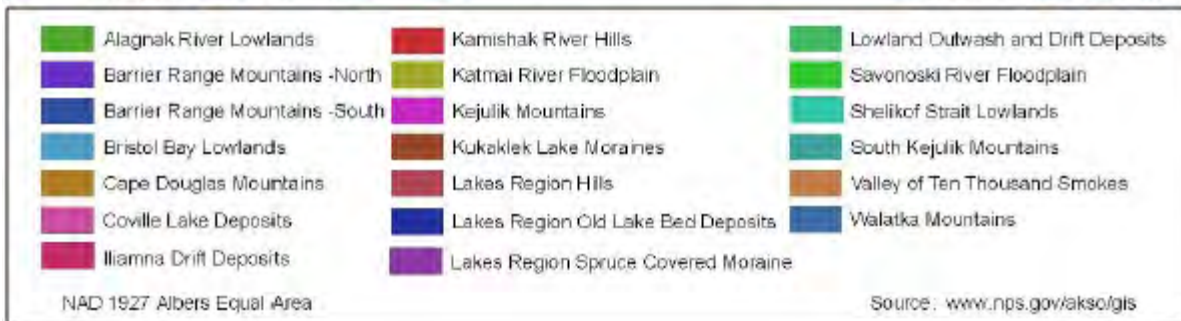 Alagnak River Lowlands
Barrier Range Mountains -North
Barrier Range Mountains -South
Bristol Bay Lowlands
Cape Douglas Mountains
Coville Lake Deposits
Iliamna Drift Deposits
Kamishak River Hills
Katmai River Floodplain
Kejulik Mountains
Kukaklek Lake Moraines
Lakes Region Hills
Lakes Region Old Lake Bed Deposits
Lakes Region Spruce Covered Moraine
Lowland Outwash and Drift Deposits
Savonoski River Floodplain
Shelikof Strait Lowlands
South Kejulik Mountains
Valley of Ten Thousand Smokes
Walatka Mountains
NAD 1927 Albers Equal Area
Source: www.nps.gov/akso/gis